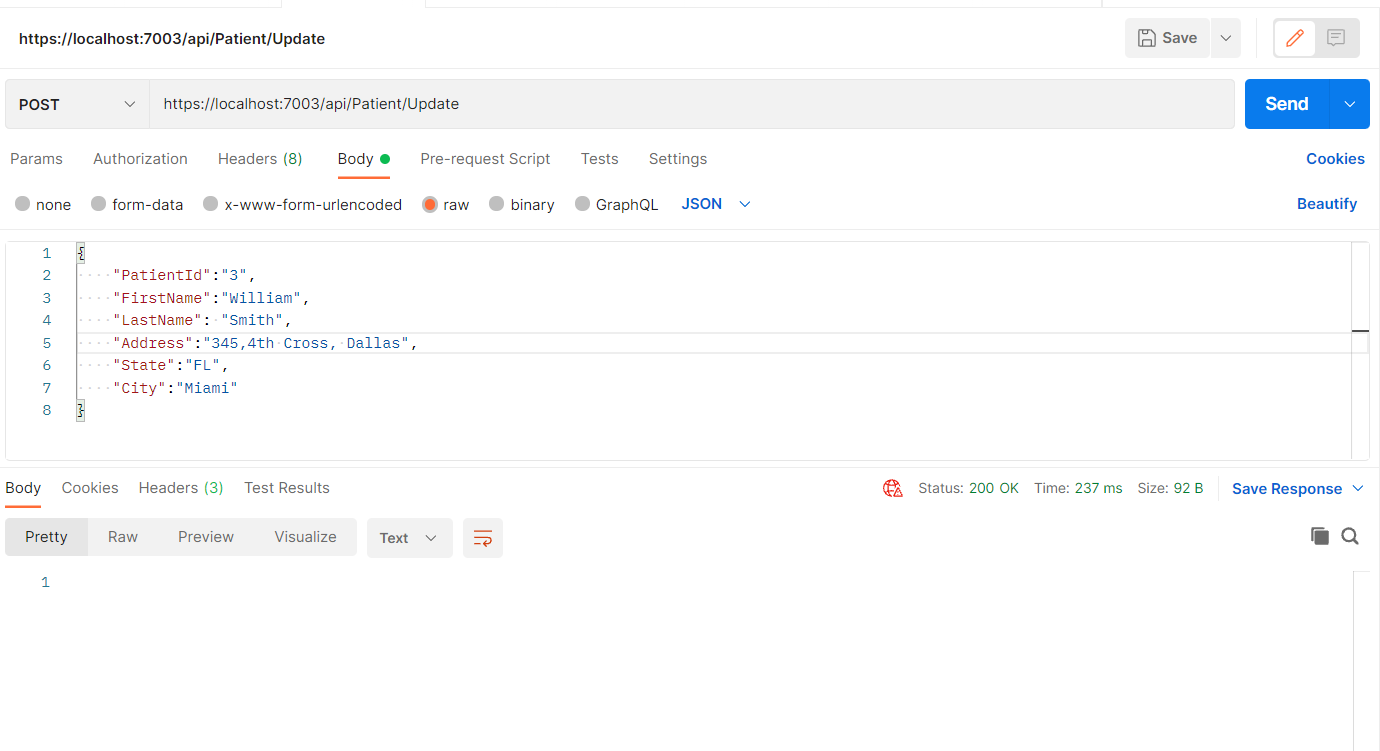 https://localhost:7003/api/Patient/Update
Save
POST
https://localhost:7003/api/Patient/Update
Send
Params Authorization Headers (8) Body Pre-request Script Tests Settings Cookies
none form-data x-www-form-urlencoded raw binary GraphQL JSON Beautify
1 {
2 "PatientId":"3",
3 "FirstName":"William",
4 "LastName": "Smith",
5 "Address":"345,4th Cross, Dallas",
6 "State":"FL",
7 "City":"Miami"
8 }
Body Cookies Headers (3) Test Results Status: 200 OK Time: 237 ms Size: 92 B Save Response
Pretty Raw Preview Visualize Text
1